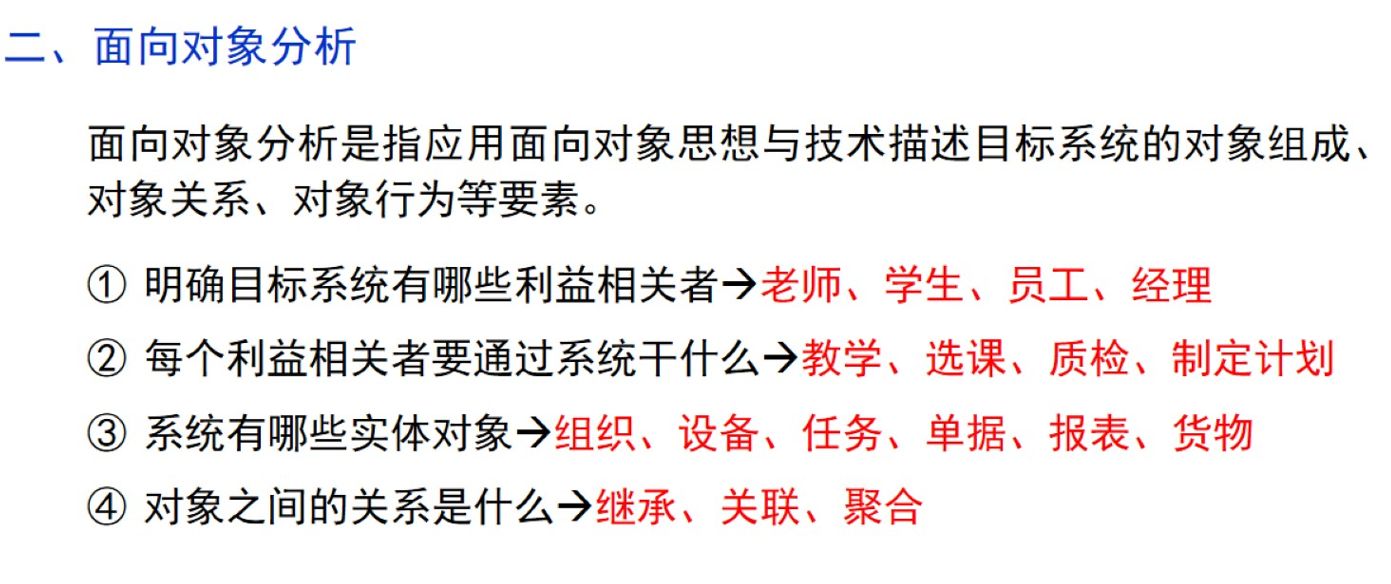 二、面向对象分析
面向对象分析是指应用面向对象思想与技术描述目标系统的对象组成、
对象关系、对象行为等要素。
① 明确目标系统有哪些利益相关者→老师、学生、员工、经理
② 每个利益相关者要通过系统干什么→教学、选课、质检、制定计划
③ 系统有哪些实体对象→组织、设备、任务、单据、报表、货物
④ 对象之间的关系是什么→继承、关联、聚合